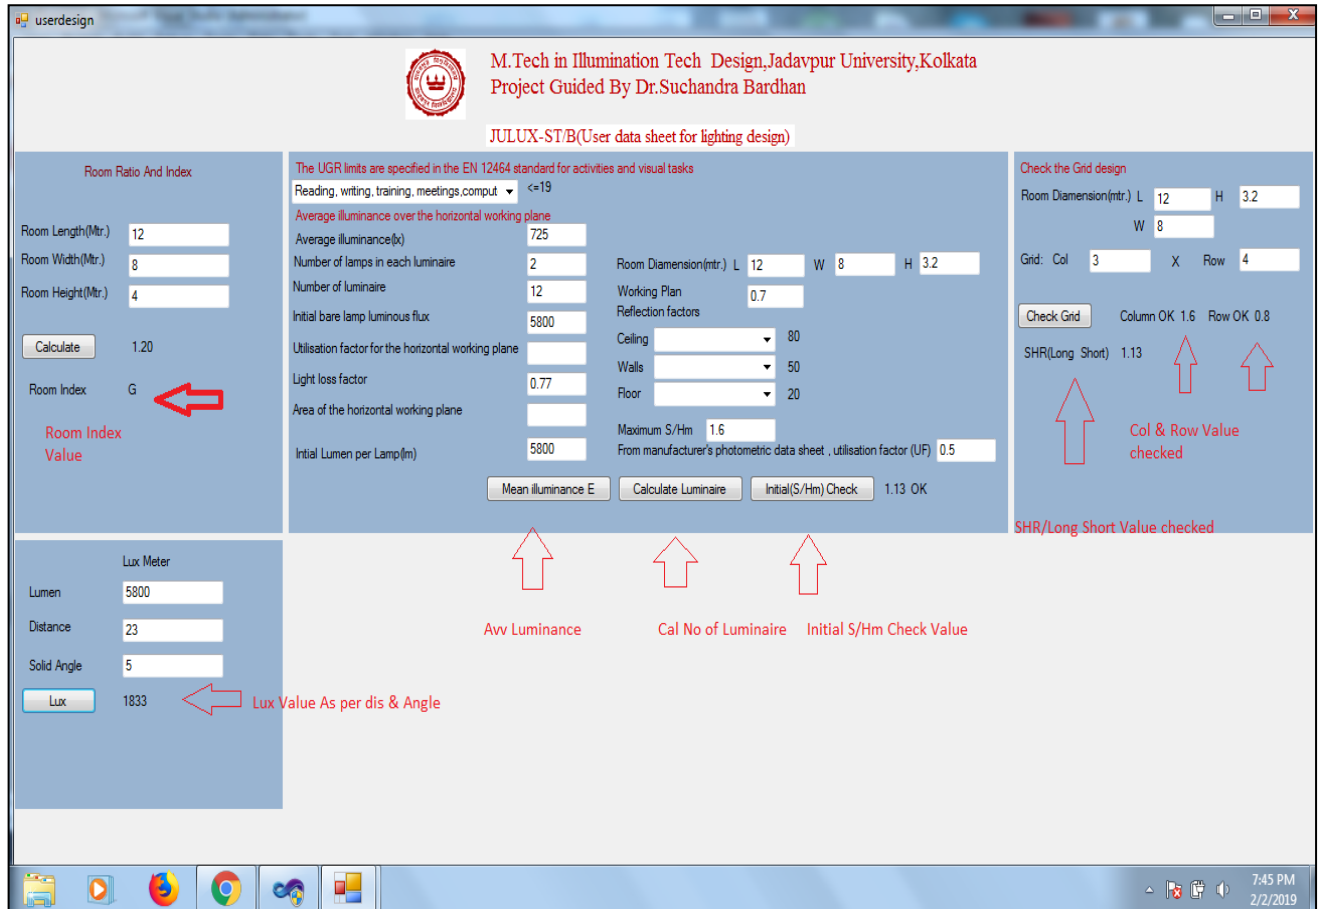 userdesign
M.Tech in Illumination Tech Design,Jadavpur University,Kolkata
Project Guided By Dr.Suchandra Bardhan
JULUX-ST/B(User data sheet for lighting design)
Room Ratio And Index
Room Length(Mtr.) 12
Room Width(Mtr.) 8
Room Height(Mtr.) 4
Calculate 1.20
Room Index G
Room Index
Value
The UGR limits are specified in the EN 12464 standard for activities and visual tasks
Reading, writing, training, meetings,comput <=19
Average illuminance over the horizontal working plane
Average illuminance(lx) 725
Number of lamps in each luminaire 2
Number of luminaire 12
Initial bare lamp luminous flux 5800
Utilisation factor for the horizontal working plane
Light loss factor 0.77
Area of the horizontal working plane
Intial Lumen per Lamp(lm) 5800
Room Diamension(mtr.) L 12 W 8 H 3.2
Working Plan 0.7
Reflection factors
Ceiling 80
Walls 50
Floor 20
Maximum S/Hm 1.6
From manufacturer's photometric data sheet , utilisation factor (UF) 0.5
Mean illuminance E Calculate Luminaire Initial(S/Hm) Check 1.13 OK
Avv Luminance Cal No of Luminaire Initial S/Hm Check Value
Check the Grid design
Room Diamension(mtr.) L 12 H 3.2
W 8
Grid: Col 3 X Row 4
Check Grid Column OK 1.6 Row OK 0.8
SHR(Long Short) 1.13
Col & Row Value
checked
SHR/Long Short Value checked
Lux Meter
Lumen 5800
Distance 23
Solid Angle 5
Lux 1833
Lux Value As per dis & Angle
7:45 PM
2/2/2019